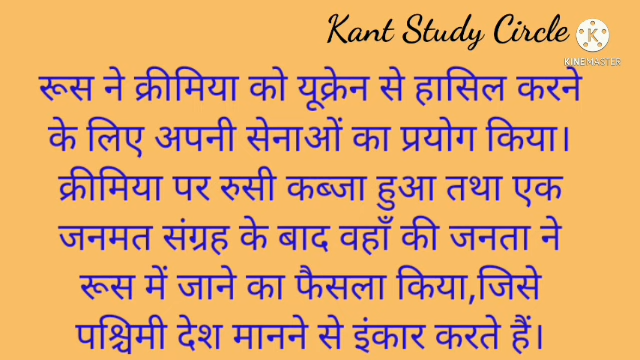 Kant Study Circle
K
KINEMASTER
रूस ने क्रीमिया को यूक्रेन से हासिल करने
के लिए अपनी सेनाओं का प्रयोग किया।
क्रीमिया पर रुसी कब्जा हुआ तथा एक
जनमत संग्रह के बाद वहाँ की जनता ने
रूस में जाने का फैसला किया,जिसे
पश्चिमी देश मानने से इंकार करते हैं।